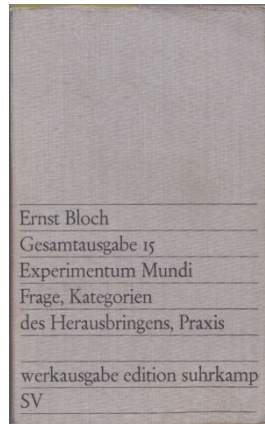 Ernst Bloch
Gesamtausgabe 15
Experimentum Mundi
Frage, Kategorien
des Herausbringens, Praxis
werkausgabe edition suhrkamp
SV